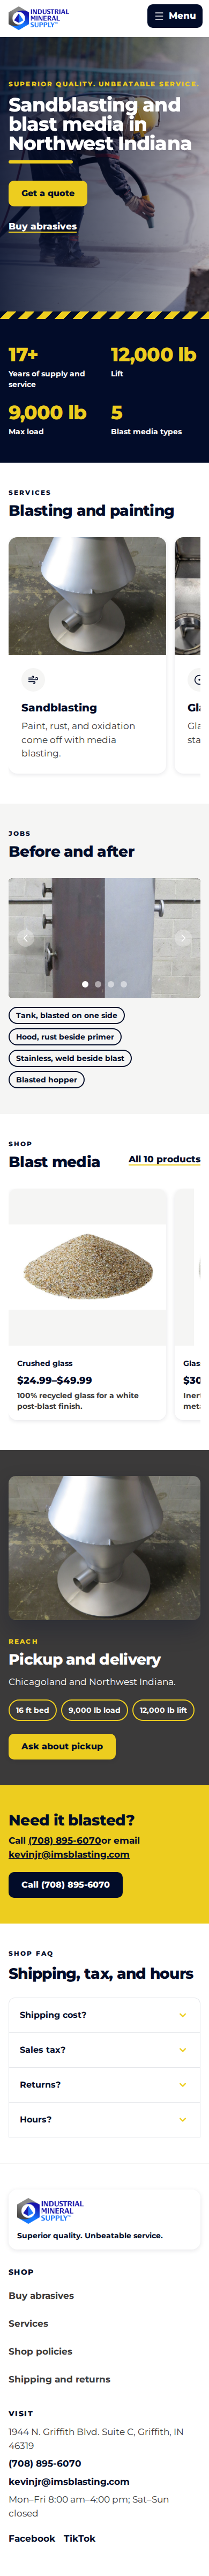 INDUSTRIAL
MINERAL
SUPPLY
Menu
SUPERIOR QUALITY. UNBEATABLE SERVICE.
Sandblasting and
blast media in
Northwest Indiana
Get a quote
Buy abrasives
17+
Years of supply and
service
12,000 lb
Lift
9,000 lb
Max load
5
Blast media types
SERVICES
Blasting and painting
Sandblasting
Paint, rust, and oxidation
come off with media
blasting.
JOBS
Before and after
Tank, blasted on one side
Hood, rust beside primer
Stainless, weld beside blast
Blasted hopper
SHOP
Blast media
All 10 products
Crushed glass
$24.99–$49.99
100% recycled glass for a white
post-blast finish.
REACH
Pickup and delivery
Chicagoland and Northwest Indiana.
16 ft bed
9,000 lb load
12,000 lb lift
Ask about pickup
Need it blasted?
Call (708) 895-6070or email
kevinjr@imsblasting.com
Call (708) 895-6070
SHOP FAQ
Shipping, tax, and hours
Shipping cost?
Sales tax?
Returns?
Hours?
INDUSTRIAL
MINERAL
SUPPLY
Superior quality. Unbeatable service.
SHOP
Buy abrasives
Services
Shop policies
Shipping and returns
VISIT
1944 N. Griffith Blvd. Suite C, Griffith, IN
46319
(708) 895-6070
kevinjr@imsblasting.com
Mon–Fri 8:00 am–4:00 pm; Sat–Sun
closed
Facebook TikTok